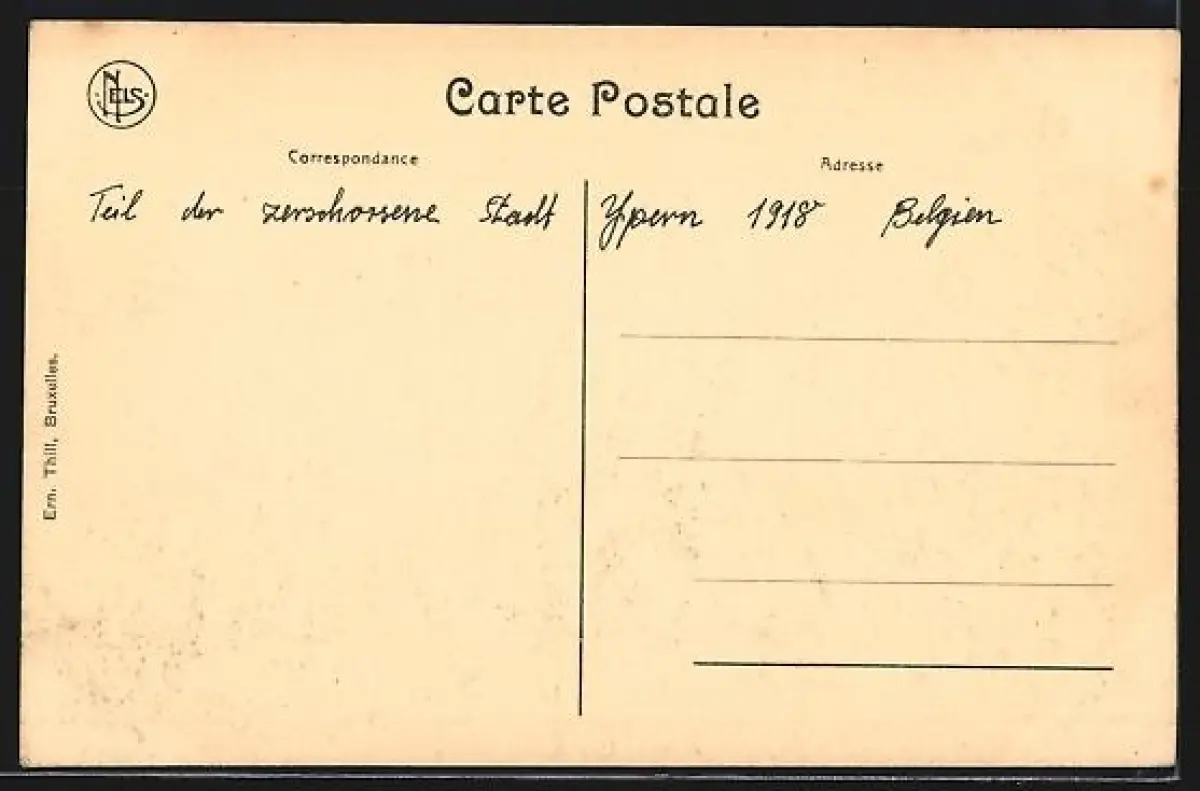 NELS
Carte Postale
Correspondance
Adresse
Teil der zerschossene Stadt Ypern 1918 Belgien
Ern. Thill, Bruxelles.